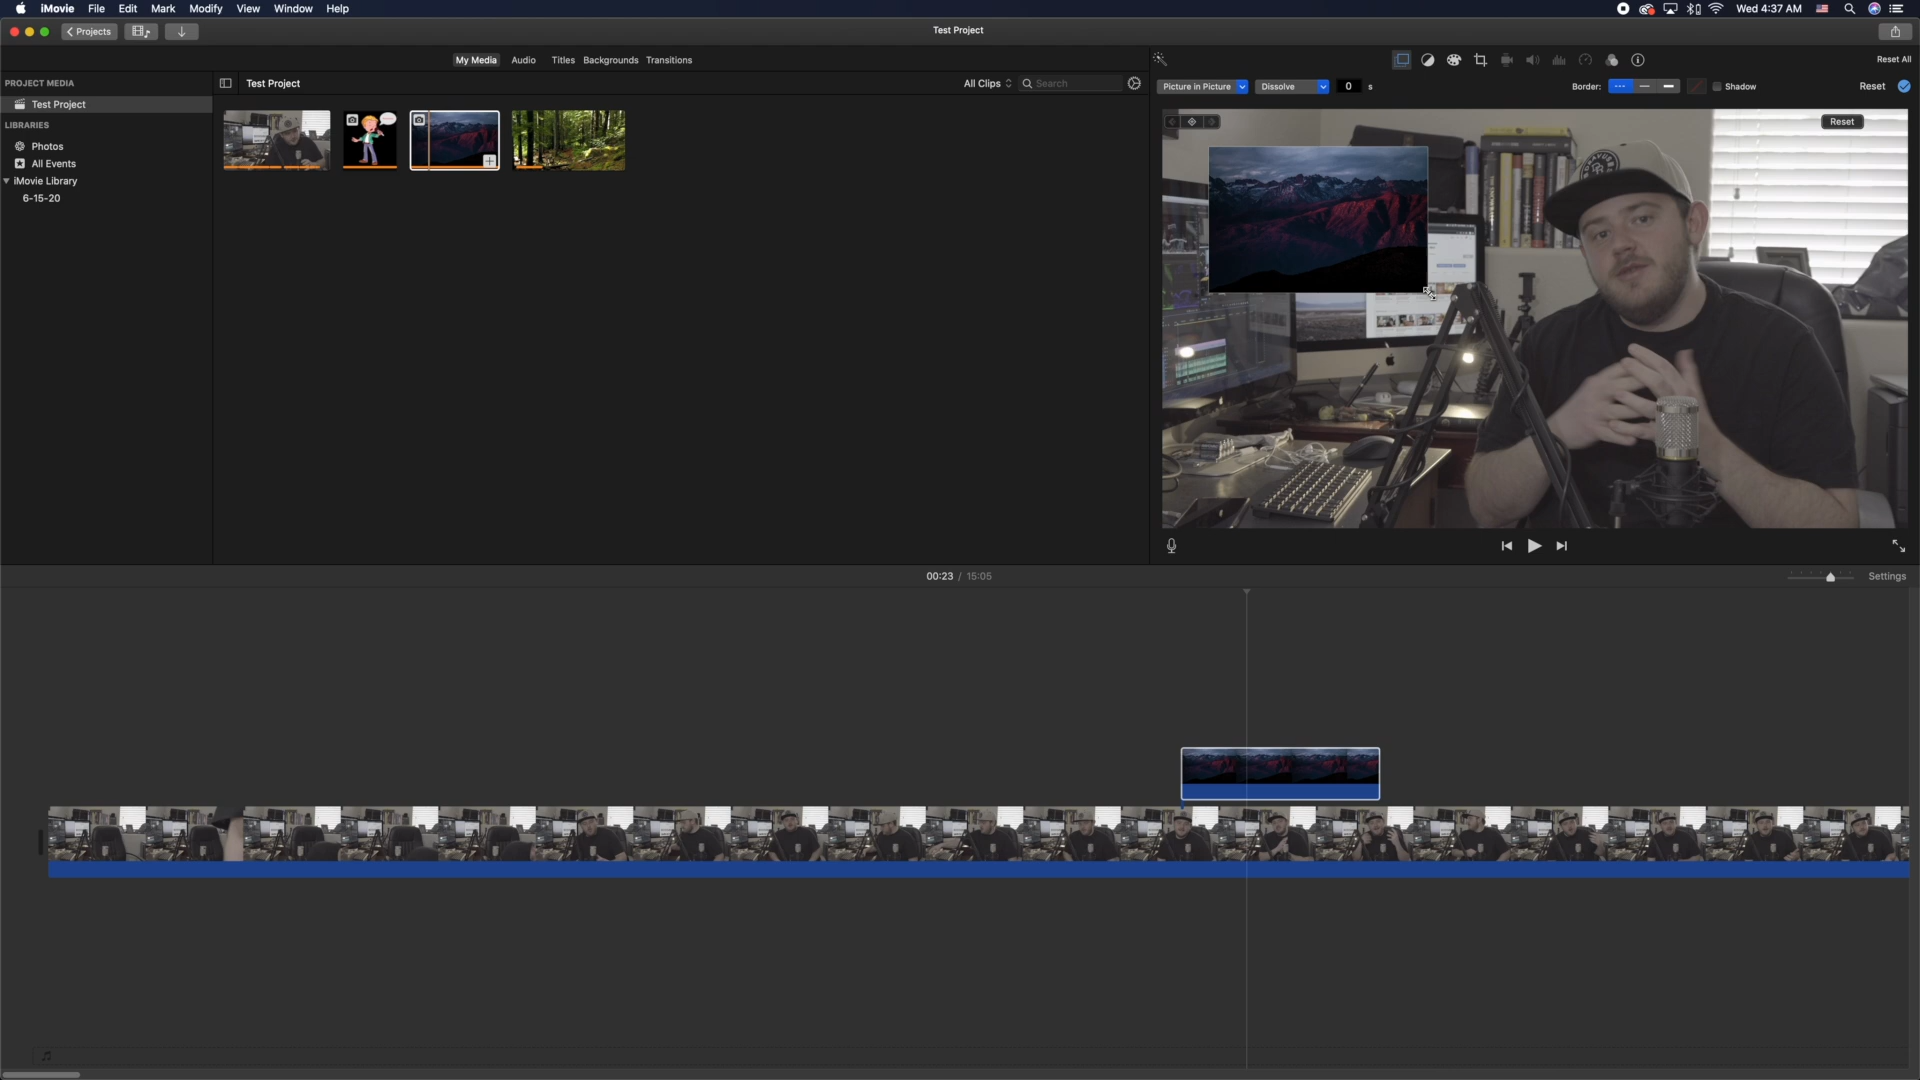 iMovie File Edit Mark Modify View Window Help
Wed 4:37 AM
Projects
Test Project
My Media Audio Titles Backgrounds Transitions
Reset All
PROJECT MEDIA
Test Project
LIBRARIES
Photos
All Events
iMovie Library
6-15-20
Test Project
All Clips
Search
Picture in Picture
Dissolve
0 s
Border:
Shadow
Reset
Reset
00:23 / 15:05
Settings